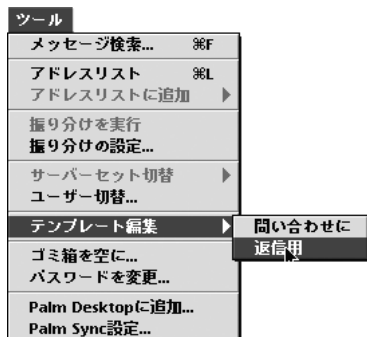 ツール
メッセージ検索... ⌘F
アドレスリスト ⌘L
アドレスリストに追加
振り分けを実行
振り分けの設定...
サーバーセット切替
ユーザー切替...
テンプレート編集
問い合わせに
返信用
ゴミ箱を空に...
パスワードを変更...
Palm Desktopに追加...
Palm Sync設定...